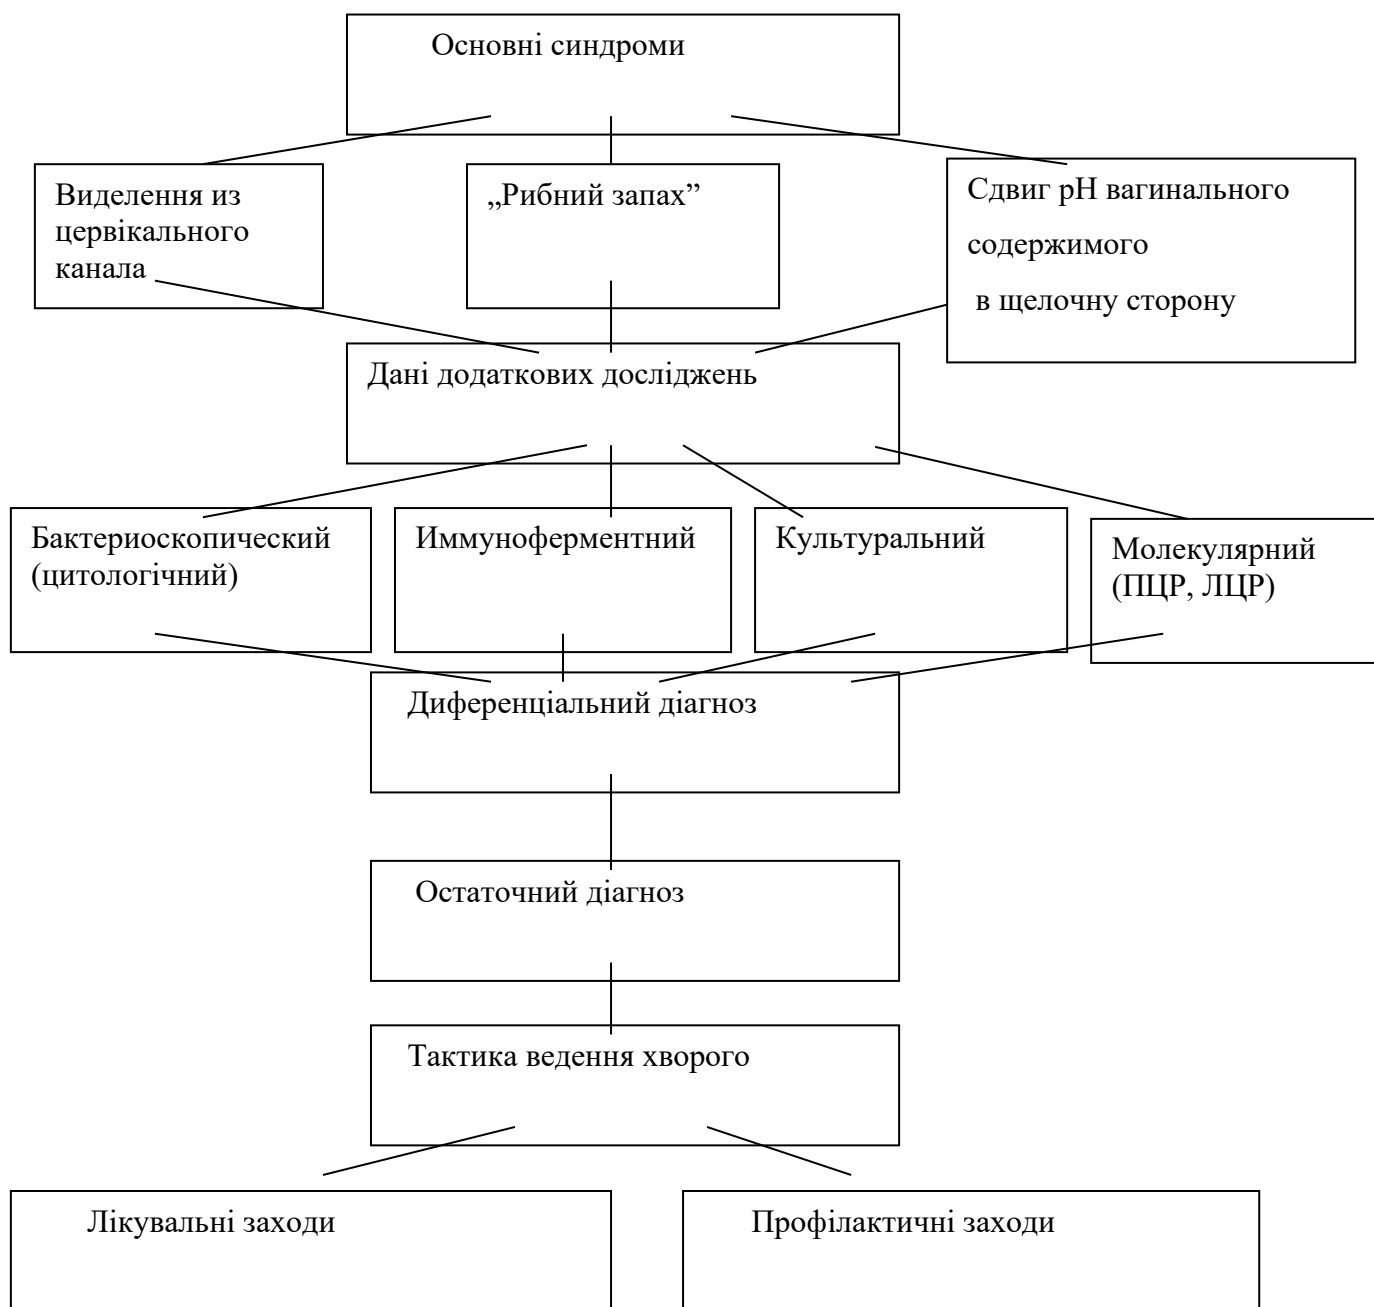 Основні синдроми
Виделення из
цервікального
канала
„Рибний запах”
Сдвиг рН вагинального
содержимого
в щелочну сторону
Дані додаткових досліджень
Бактериоскопический
(цитологічний)
Иммуноферментний
Культуральний
Молекулярний
(ПЦР, ЛЦР)
Диференціальний діагноз
Остаточний діагноз
Тактика ведення хворого
Лікувальні заходи
Профілактичні заходи